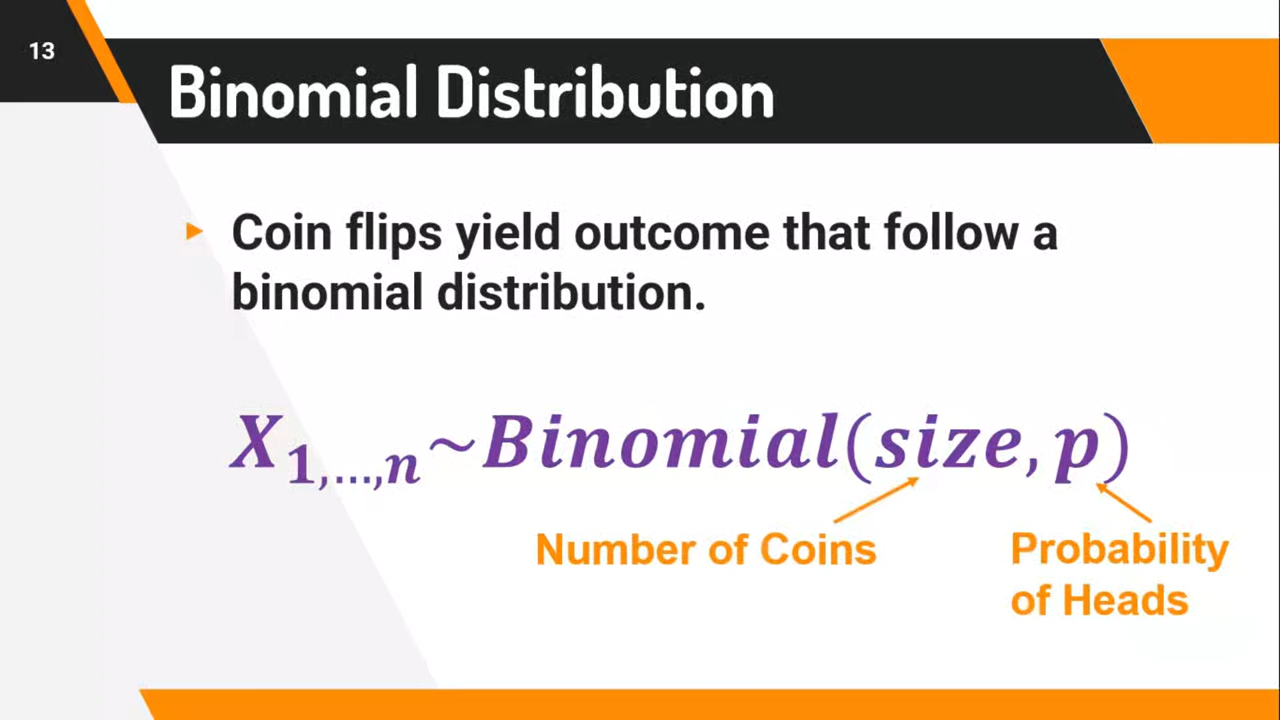 13
Binomial Distribution
Coin flips yield outcome that follow a
binomial distribution.
X1,...,n~Binomial(size, p)
Number of Coins
Probability
of Heads